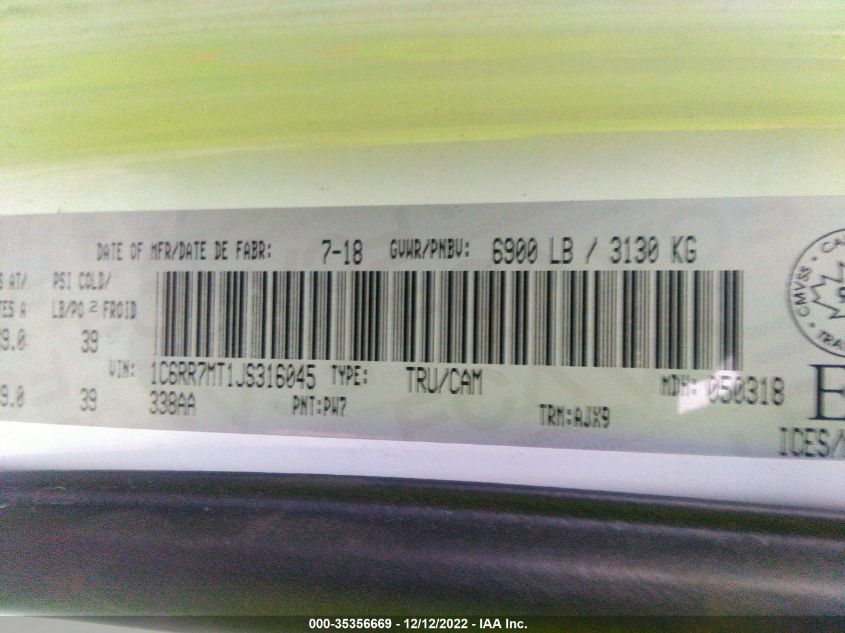 DATE OF MFR/DATE DE FABR: 7-18 GVWR/PNBV: 6900 LB / 3130 KG
AT/ PSI COLD/
A LB/PO 2 FROID
9.0 39
VIN: 1C6RR7MT1JS316045 TYPE: TRU/CAM MDH: 050318
9.0 39 338AA PNT:PW7 TRM:AJX9
CMVSS
ICES/
000-35356669 - 12/12/2022 - IAA Inc.